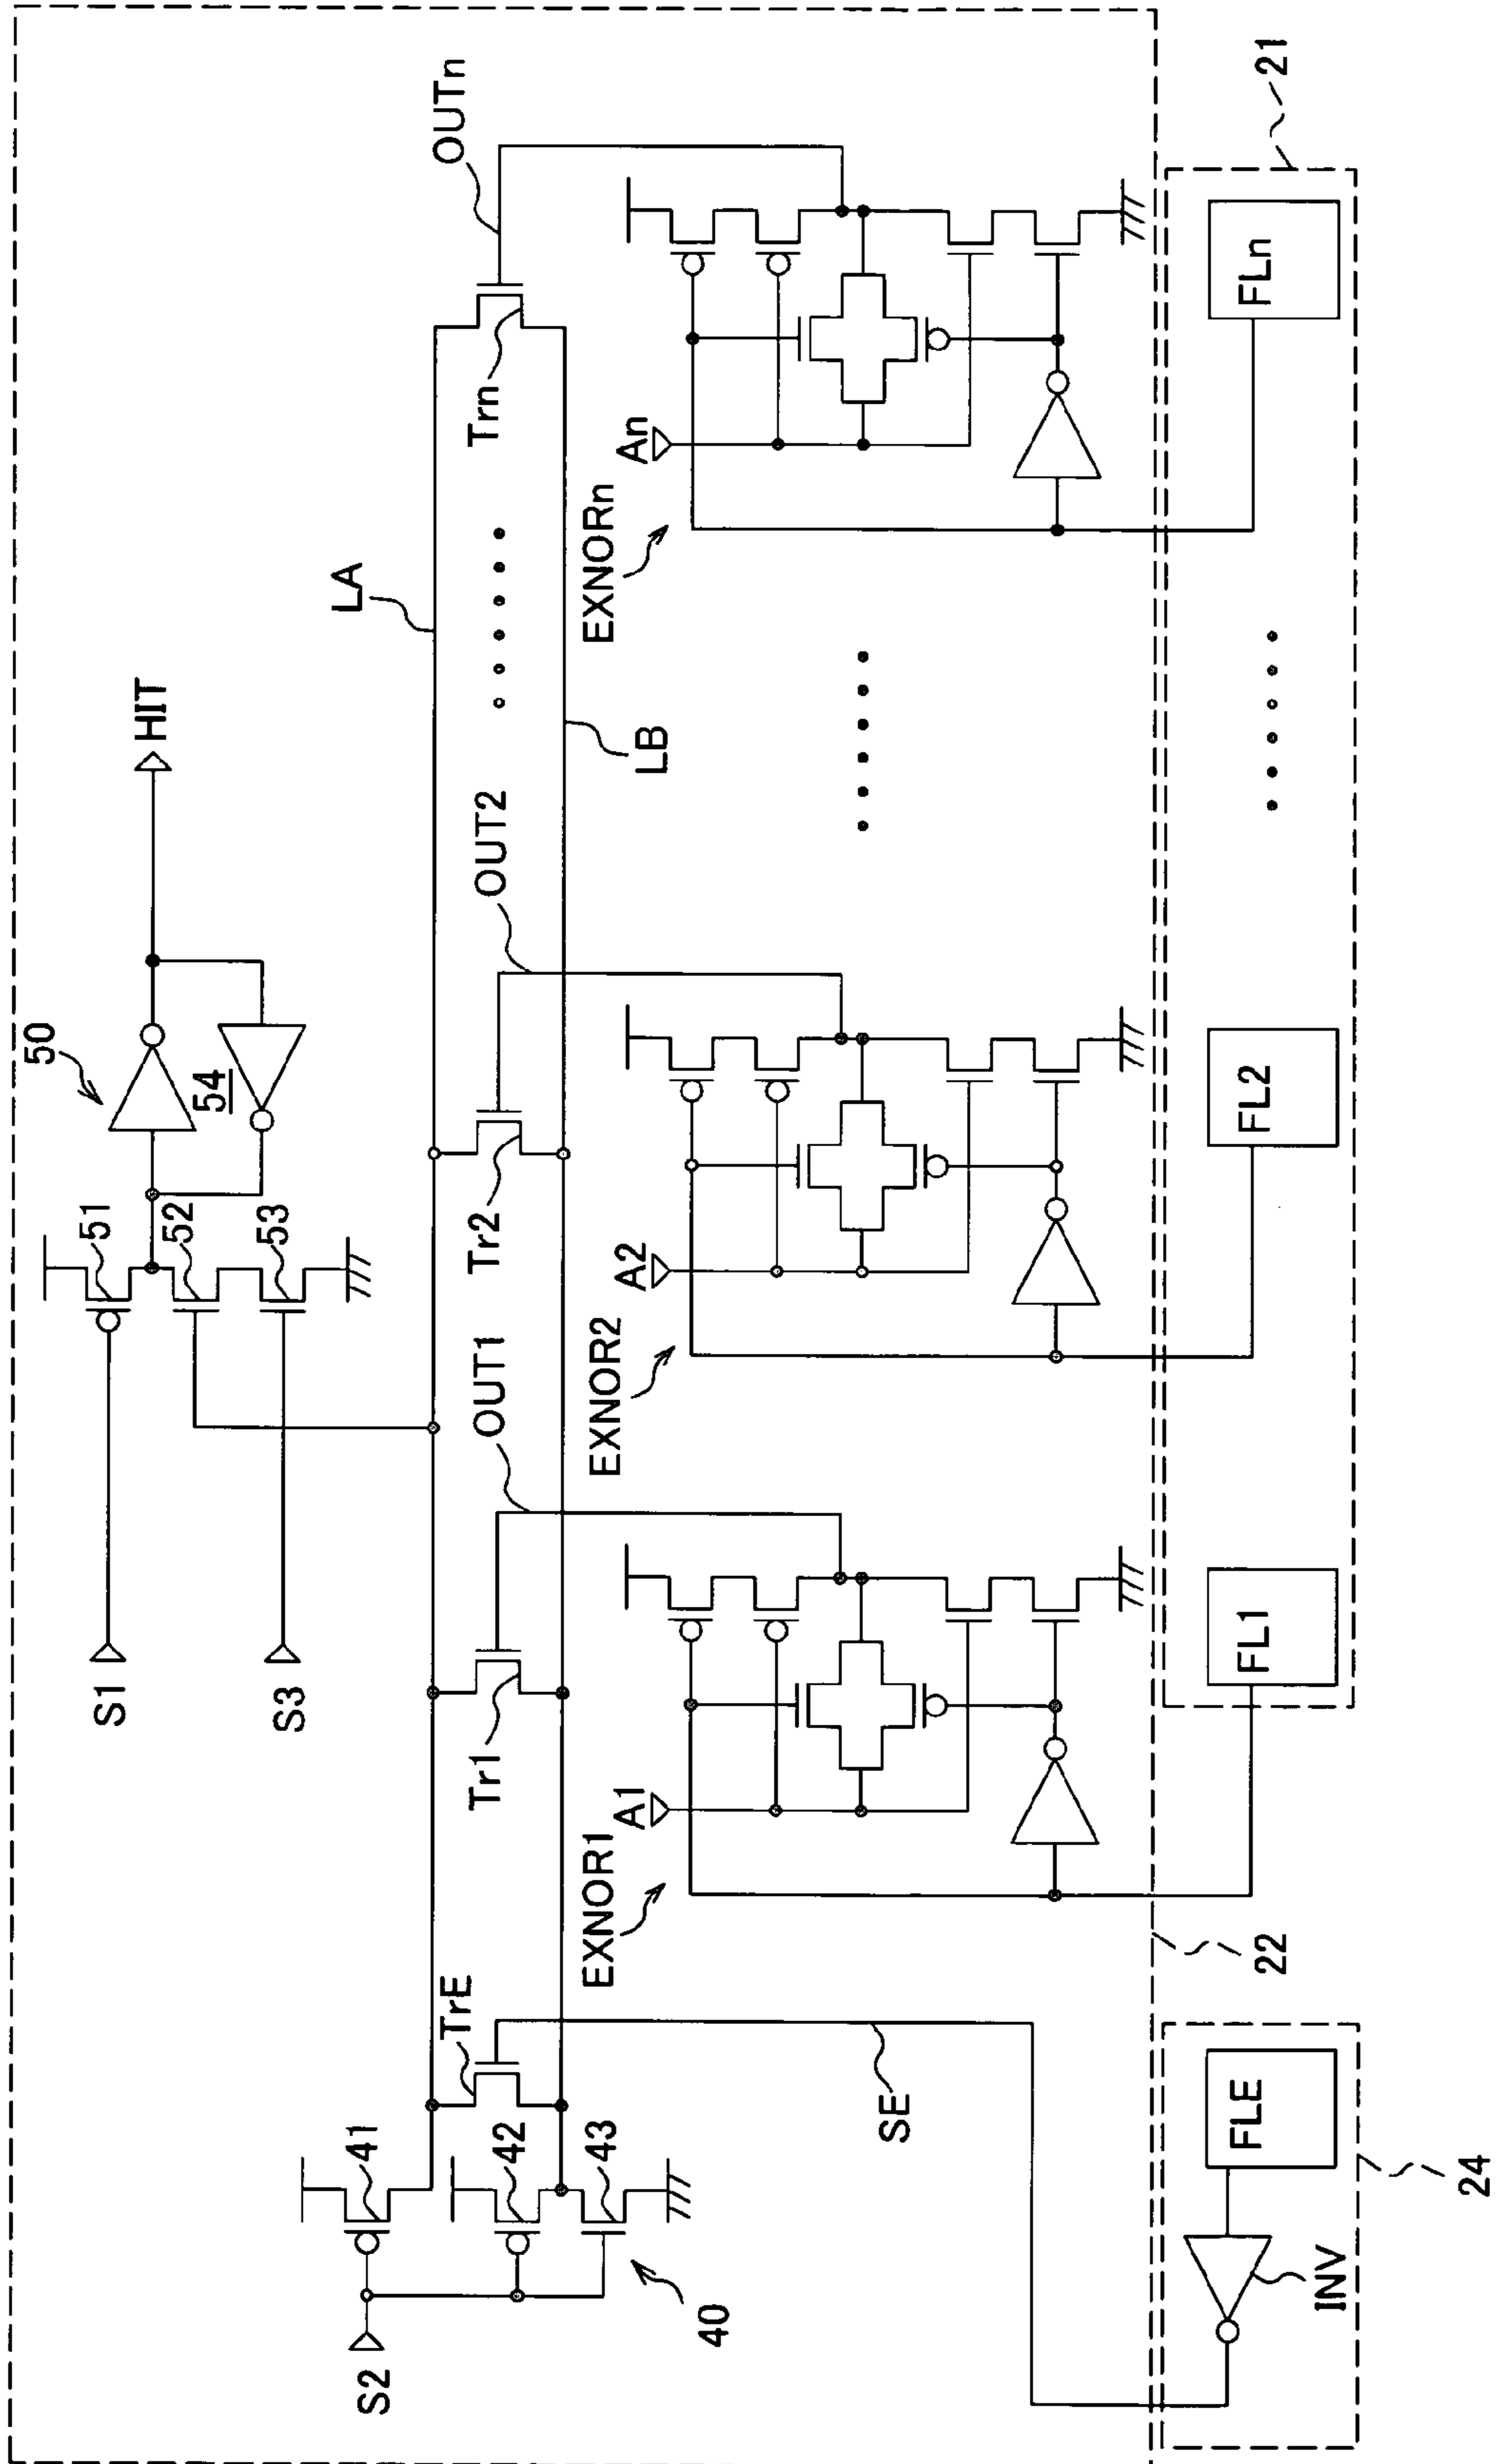 S1
S3
51
52
53
50
54
HIT
S2
41
42
43
40
TrE
SE
LA
LB
Tr1
OUT1
Tr2
OUT2
Trn
OUTn
EXNOR1
A1
EXNOR2
A2
EXNORn
An
22
FLE
INV
24
FL1
FL2
FLn
21